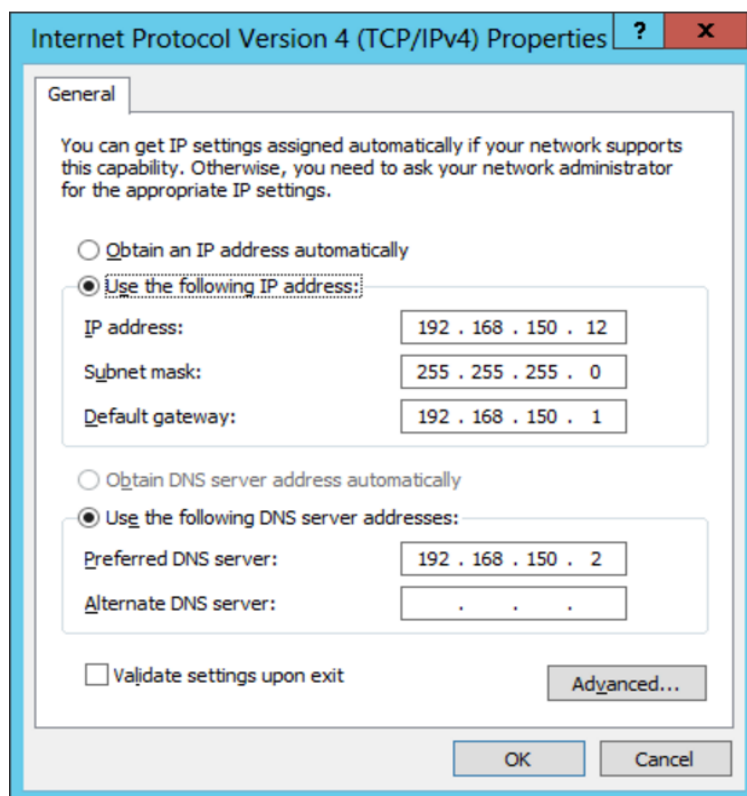 Internet Protocol Version 4 (TCP/IPv4) Properties ? x
General
You can get IP settings assigned automatically if your network supports
this capability. Otherwise, you need to ask your network administrator
for the appropriate IP settings.
Obtain an IP address automatically
Use the following IP address:
IP address: 192 . 168 . 150 . 12
Subnet mask: 255 . 255 . 255 . 0
Default gateway: 192 . 168 . 150 . 1
Obtain DNS server address automatically
Use the following DNS server addresses:
Preferred DNS server: 192 . 168 . 150 . 2
Alternate DNS server: . . .
Validate settings upon exit
Advanced...
OK Cancel